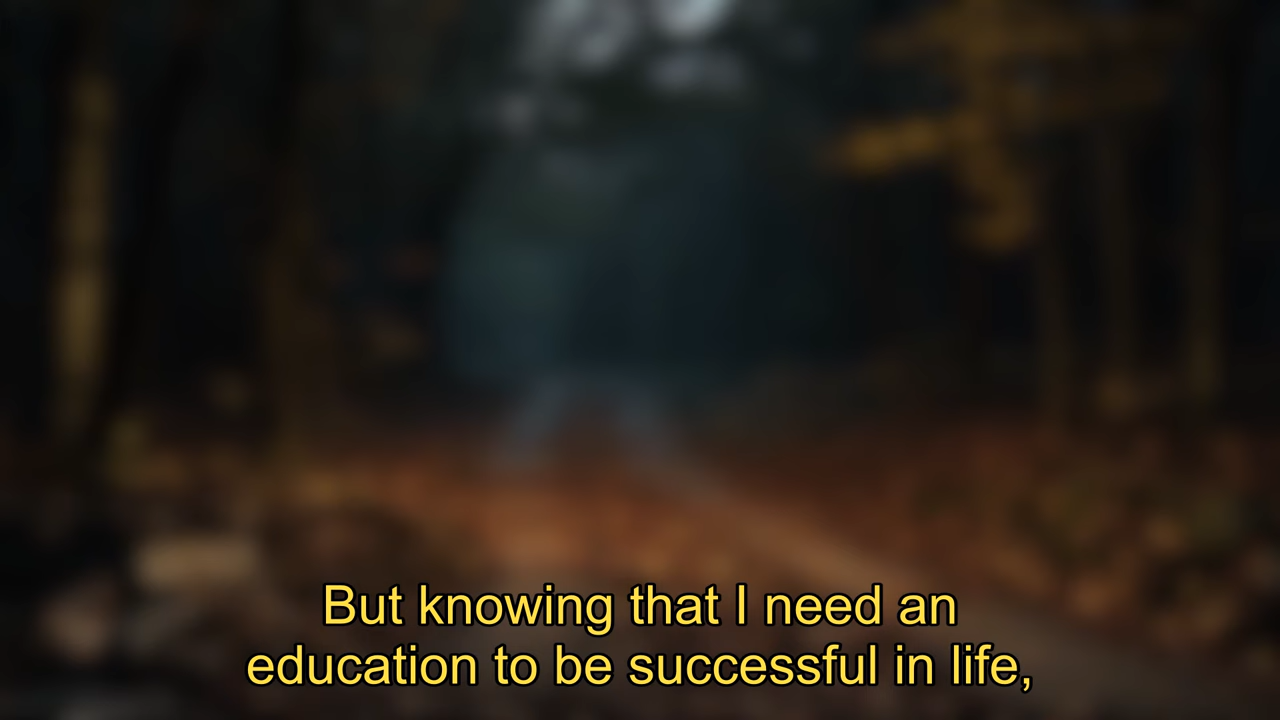 But knowing that I need an
education to be successful in life,